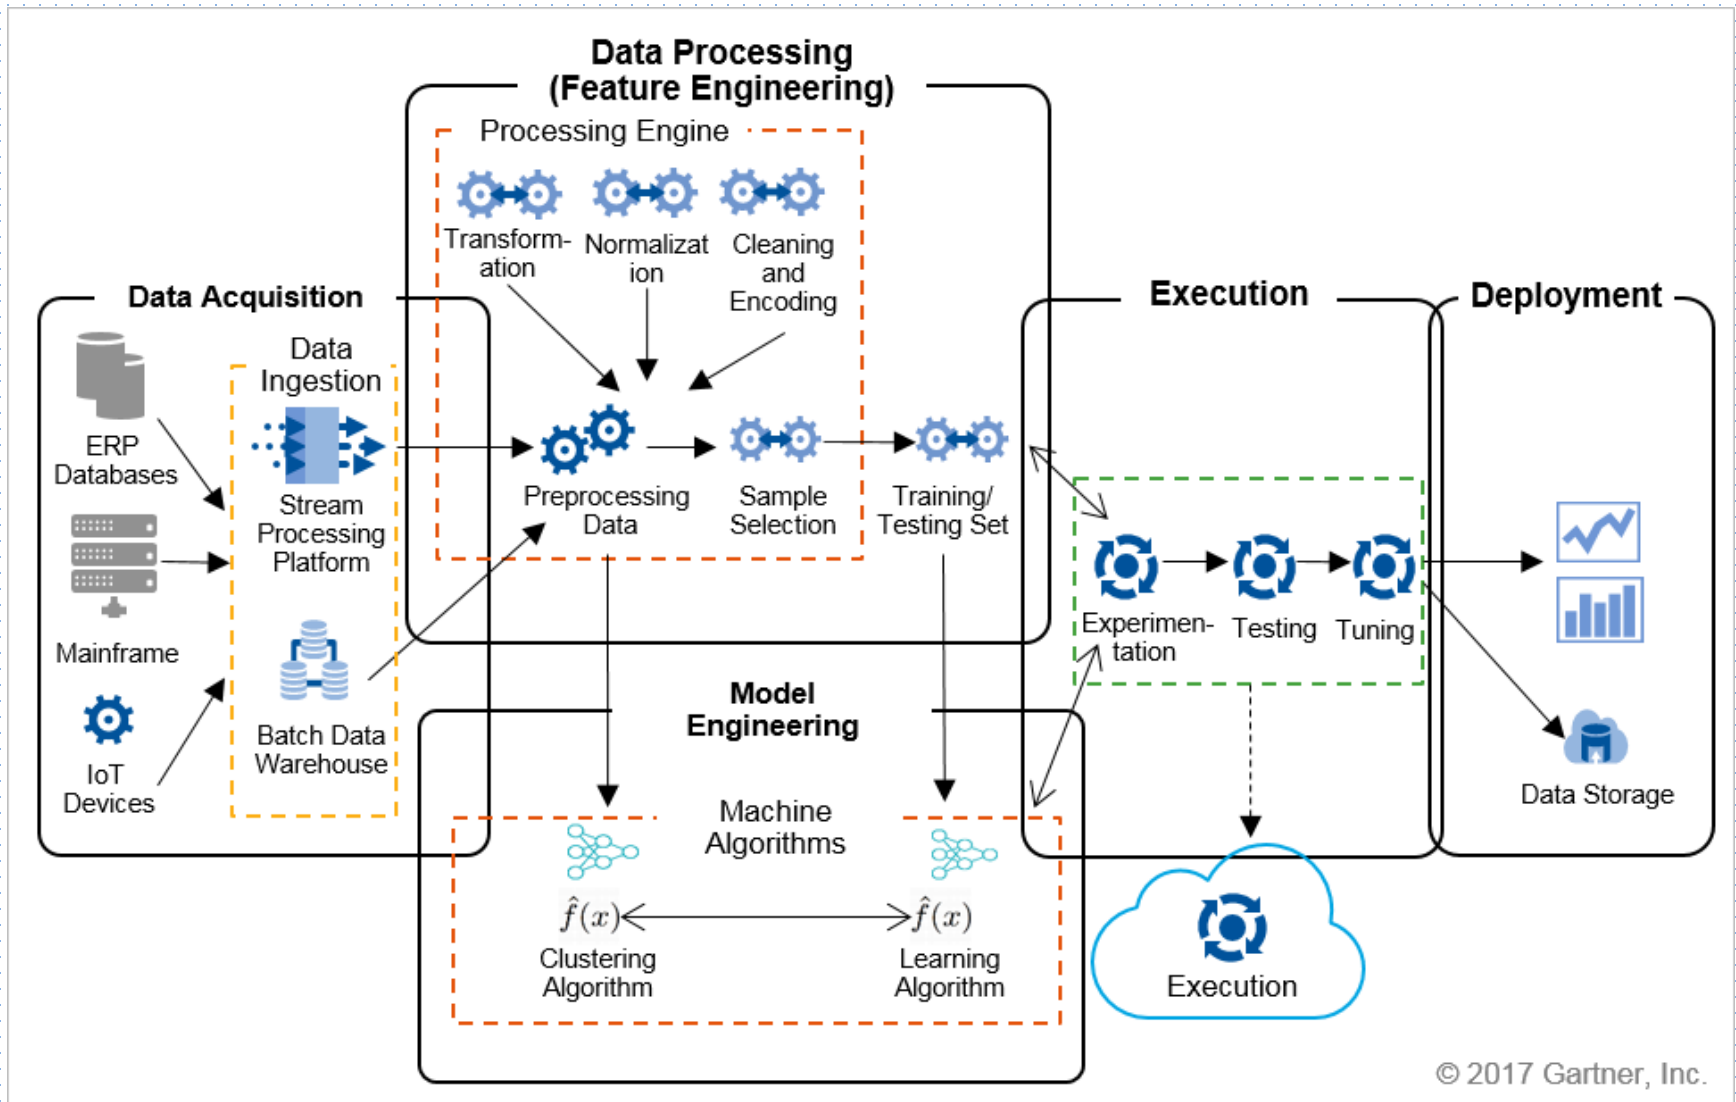 Data Processing
(Feature Engineering)
Processing Engine
Transform-
ation
Normalizat
ion
Cleaning
and
Encoding
Data Acquisition
Data
Ingestion
ERP
Databases
Stream
Processing
Platform
Mainframe
Batch Data
Warehouse
IoT
Devices
Preprocessing
Data
Sample
Selection
Training/
Testing Set
Model
Engineering
Machine
Algorithms
f̂(x)
Clustering
Algorithm
f̂(x)
Learning
Algorithm
Execution
Experimen-
tation
Testing
Tuning
Execution
Deployment
Data Storage
© 2017 Gartner, Inc.